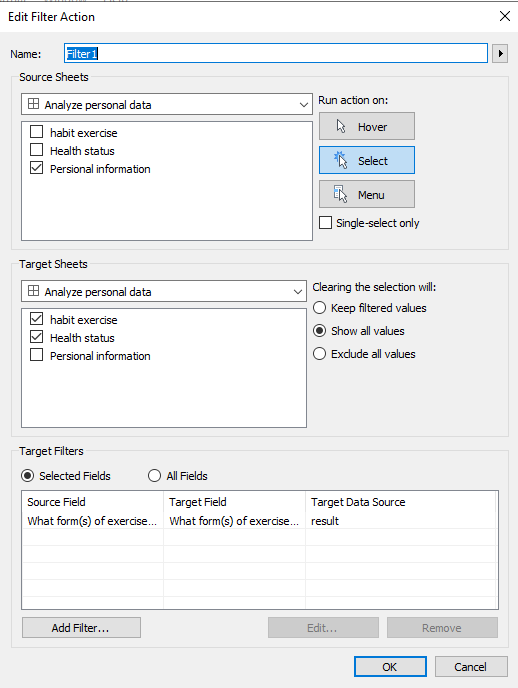 Edit Filter Action
Name: Filter1
Source Sheets
Analyze personal data
Run action on:
habit exercise
Health status
Persional information
Hover
Select
Menu
Single-select only
Target Sheets
Analyze personal data
Clearing the selection will:
habit exercise
Health status
Persional information
Keep filtered values
Show all values
Exclude all values
Target Filters
Selected Fields All Fields
Source Field Target Field Target Data Source
What form(s) of exercise... What form(s) of exercise... result
Add Filter... Edit... Remove
OK Cancel